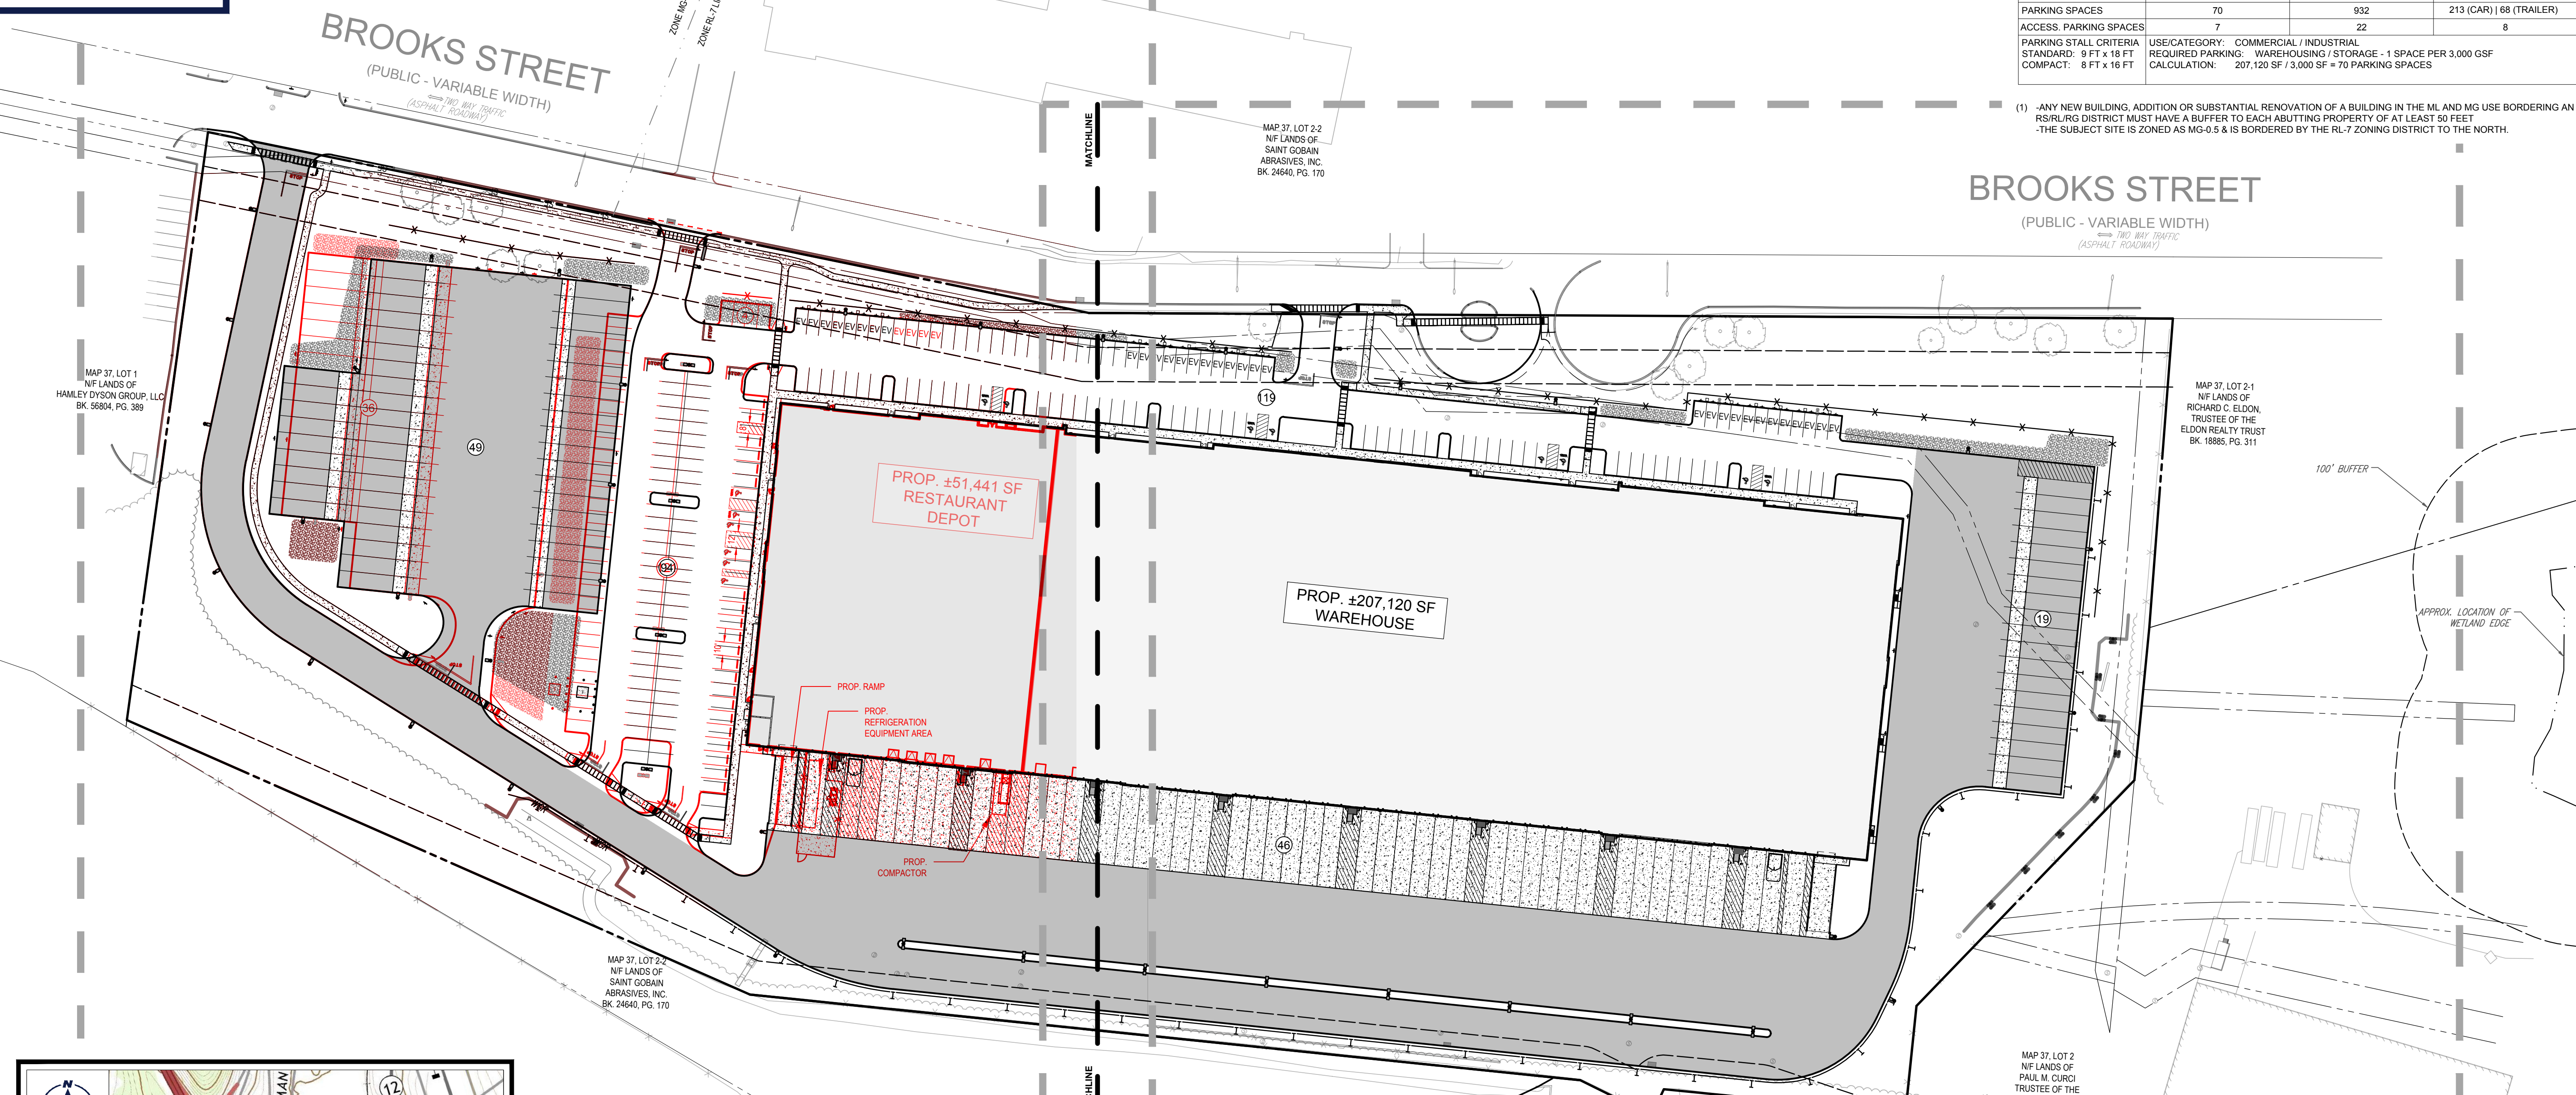 BROOKS STREET
(PUBLIC - VARIABLE WIDTH)
TWO WAY TRAFFIC
(ASPHALT ROADWAY)
PARKING SPACES 70 932 213 (CAR) | 68 (TRAILER)
ACCESS. PARKING SPACES 7 22 8
PARKING STALL CRITERIA
STANDARD: 9 FT x 18 FT
COMPACT: 8 FT x 16 FT
USE/CATEGORY: COMMERCIAL / INDUSTRIAL
REQUIRED PARKING: WAREHOUSING / STORAGE - 1 SPACE PER 3,000 GSF
CALCULATION: 207,120 SF / 3,000 SF = 70 PARKING SPACES
(1) -ANY NEW BUILDING, ADDITION OR SUBSTANTIAL RENOVATION OF A BUILDING IN THE ML AND MG USE BORDERING AN
RS/RL/RG DISTRICT MUST HAVE A BUFFER TO EACH ABUTTING PROPERTY OF AT LEAST 50 FEET
-THE SUBJECT SITE IS ZONED AS MG-0.5 & IS BORDERED BY THE RL-7 ZONING DISTRICT TO THE NORTH.
MATCHLINE
MAP 37, LOT 2-2
N/F LANDS OF
SAINT GOBAIN
ABRASIVES, INC.
BK. 24640, PG. 170
BROOKS STREET
(PUBLIC - VARIABLE WIDTH)
TWO WAY TRAFFIC
(ASPHALT ROADWAY)
MAP 37, LOT 1
N/F LANDS OF
HAMLEY DYSON GROUP, LLC
BK. 56804, PG. 389
36
49
94
119
19
46
PROP. ±51,441 SF
RESTAURANT
DEPOT
PROP. ±207,120 SF
WAREHOUSE
MAP 37, LOT 2-1
N/F LANDS OF
RICHARD C. ELDON,
TRUSTEE OF THE
ELDON REALTY TRUST
BK. 18885, PG. 311
100' BUFFER
APPROX. LOCATION OF
WETLAND EDGE
PROP. RAMP
PROP.
REFRIGERATION
EQUIPMENT AREA
PROP.
COMPACTOR
MAP 37, LOT 2-2
N/F LANDS OF
SAINT GOBAIN
ABRASIVES, INC.
BK. 24640, PG. 170
MAP 37, LOT 2
N/F LANDS OF
PAUL M. CURCI
TRUSTEE OF THE
N
12